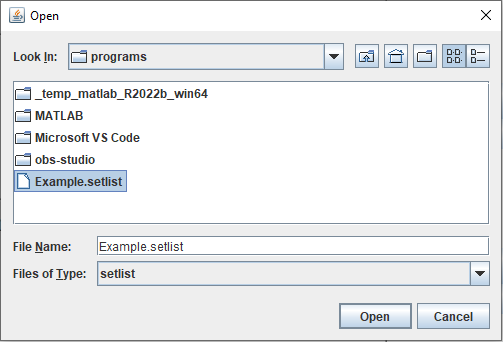 Open
Look In: programs
_temp_matlab_R2022b_win64
MATLAB
Microsoft VS Code
obs-studio
Example.setlist
File Name: Example.setlist
Files of Type: setlist
Open Cancel